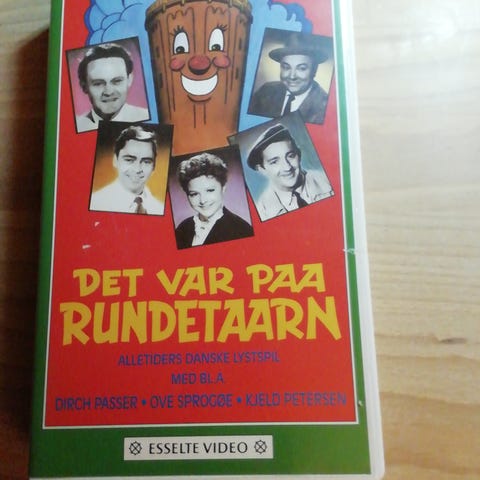 DET VAR PAA
RUNDETAARN
ALLETIDERS DANSKE LYSTSPIL
MED BL.A.
DIRCH PASSER • OVE SPROGØE • KJELD PETERSEN
ESSELTE VIDEO